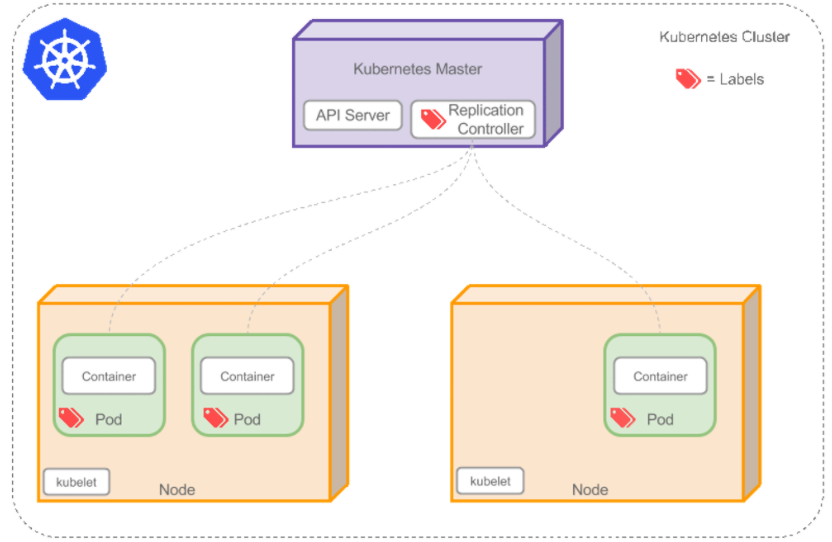 Kubernetes Cluster
= Labels
Kubernetes Master
API Server
Replication
Controller
Container
Pod
Container
Pod
kubelet
Node
Container
Pod
kubelet
Node